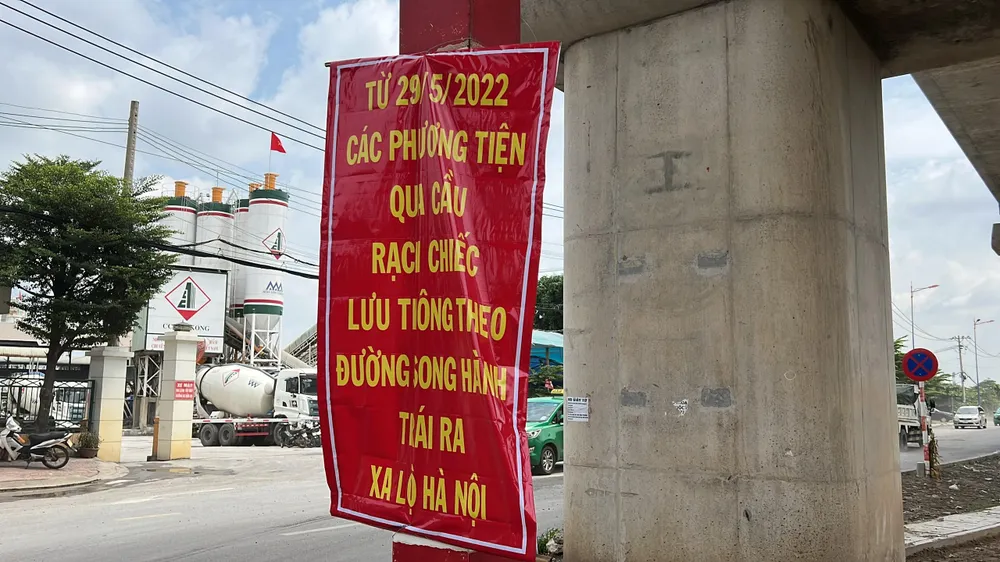 TỪ 29/5/2022
CÁC PHƯƠNG TIỆN
QUA CẦU
RẠCH CHIẾC
LƯU THÔNG THEO
ĐƯỜNG SONG HÀNH
TRÁI RA
XA LỘ HÀ NỘI